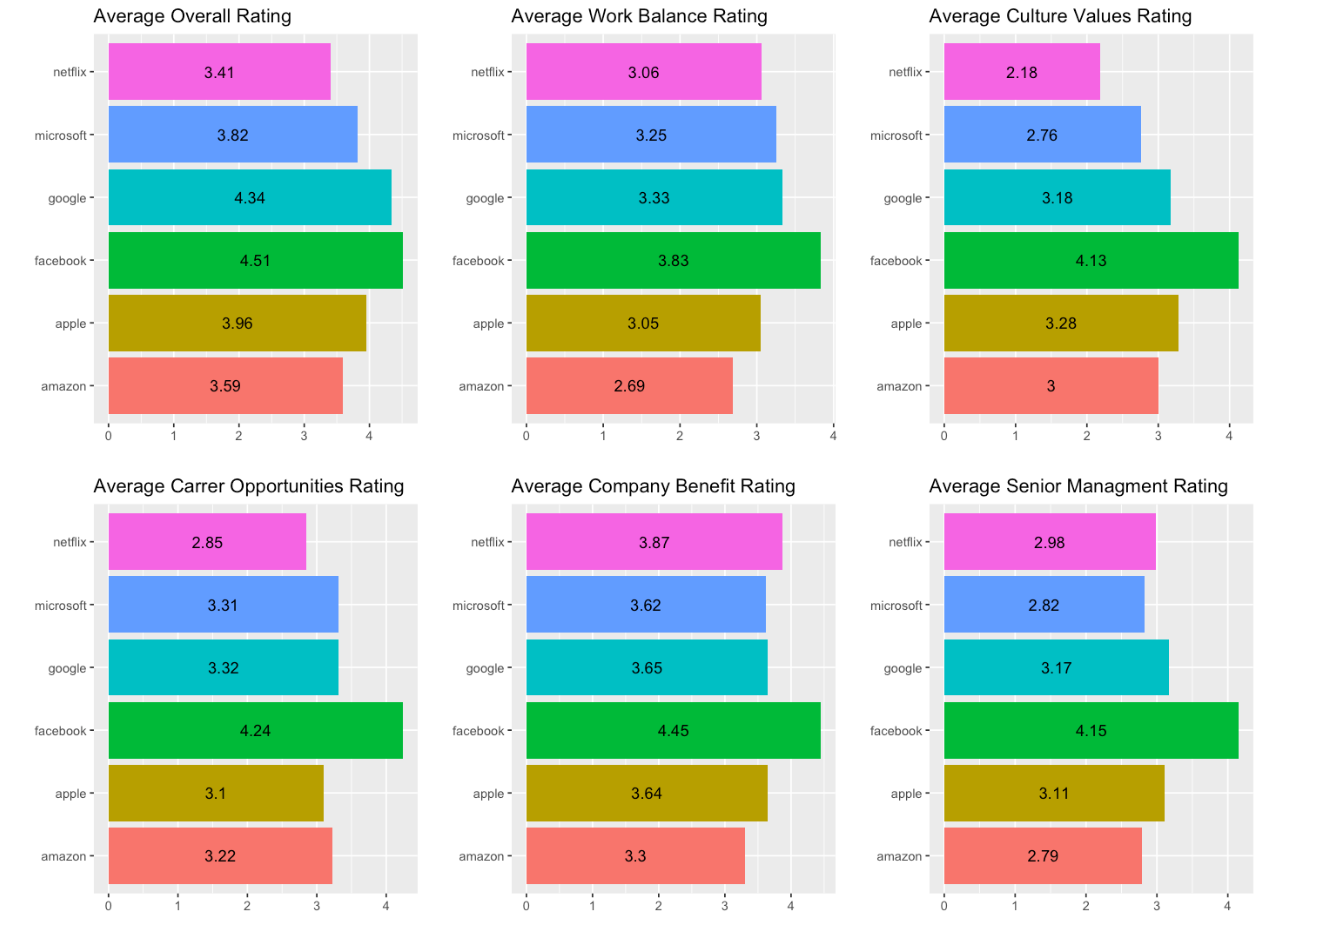 Average Overall Rating
netflix 3.41
microsoft 3.82
google 4.34
facebook 4.51
apple 3.96
amazon 3.59
0 1 2 3 4
Average Work Balance Rating
netflix 3.06
microsoft 3.25
google 3.33
facebook 3.83
apple 3.05
amazon 2.69
0 1 2 3 4
Average Culture Values Rating
netflix 2.18
microsoft 2.76
google 3.18
facebook 4.13
apple 3.28
amazon 3
0 1 2 3 4
Average Carrer Opportunities Rating
netflix 2.85
microsoft 3.31
google 3.32
facebook 4.24
apple 3.1
amazon 3.22
0 1 2 3 4
Average Company Benefit Rating
netflix 3.87
microsoft 3.62
google 3.65
facebook 4.45
apple 3.64
amazon 3.3
0 1 2 3 4
Average Senior Managment Rating
netflix 2.98
microsoft 2.82
google 3.17
facebook 4.15
apple 3.11
amazon 2.79
0 1 2 3 4